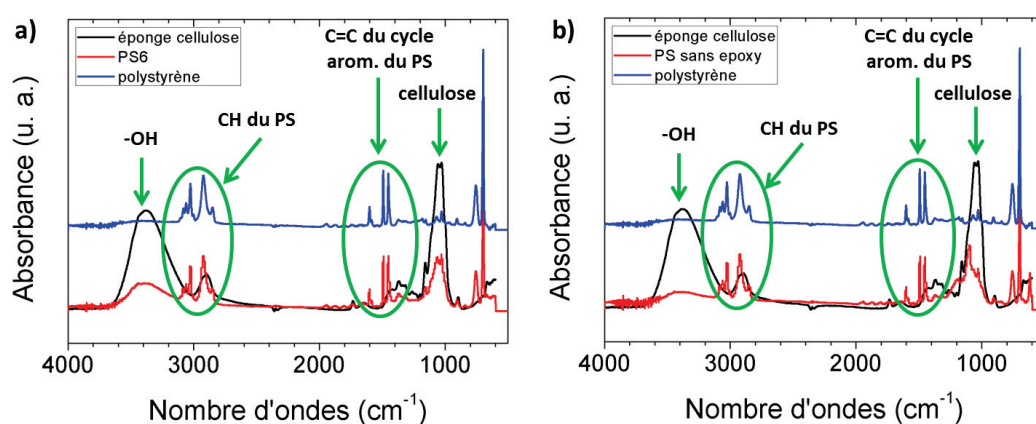 a)
éponge cellulose
PS6
polystyrène
C=C du cycle
arom. du PS
cellulose
-OH
CH du PS
Absorbance (u. a.)
4000 3000 2000 1000
Nombre d'ondes (cm⁻¹)
b)
éponge cellulose
PS sans epoxy
polystyrène
C=C du cycle
arom. du PS
cellulose
-OH
CH du PS
Absorbance (u. a.)
4000 3000 2000 1000
Nombre d'ondes (cm⁻¹)